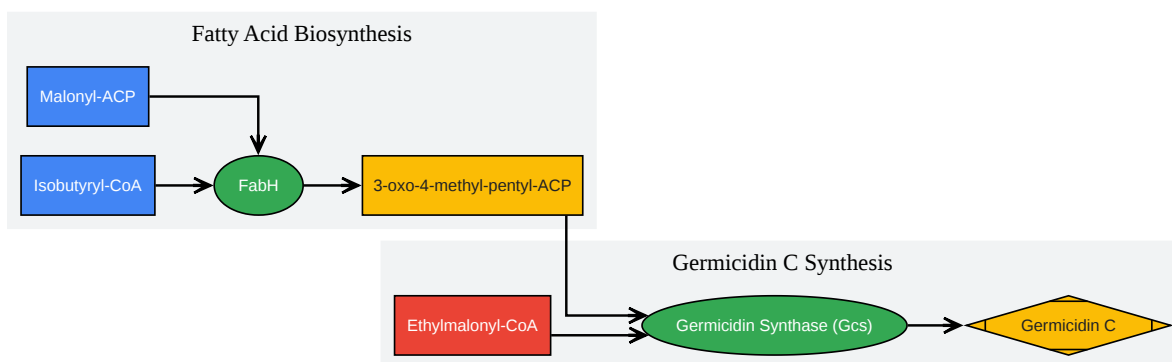 Fatty Acid Biosynthesis
Malonyl-ACP
Isobutyryl-CoA
FabH
3-oxo-4-methyl-pentyl-ACP
Germicidin C Synthesis
Ethylmalonyl-CoA
Germicidin Synthase (Gcs)
Germicidin C